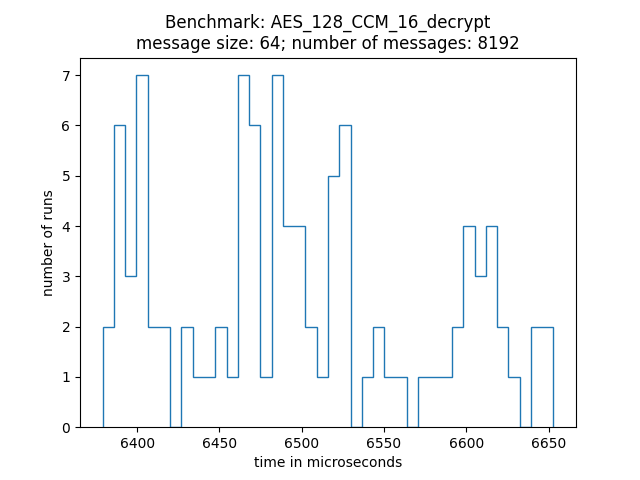 Benchmark: AES_128_CCM_16_decrypt
message size: 64; number of messages: 8192
7
6
5
4
3
2
1
0
number of runs
6400 6450 6500 6550 6600 6650
time in microseconds